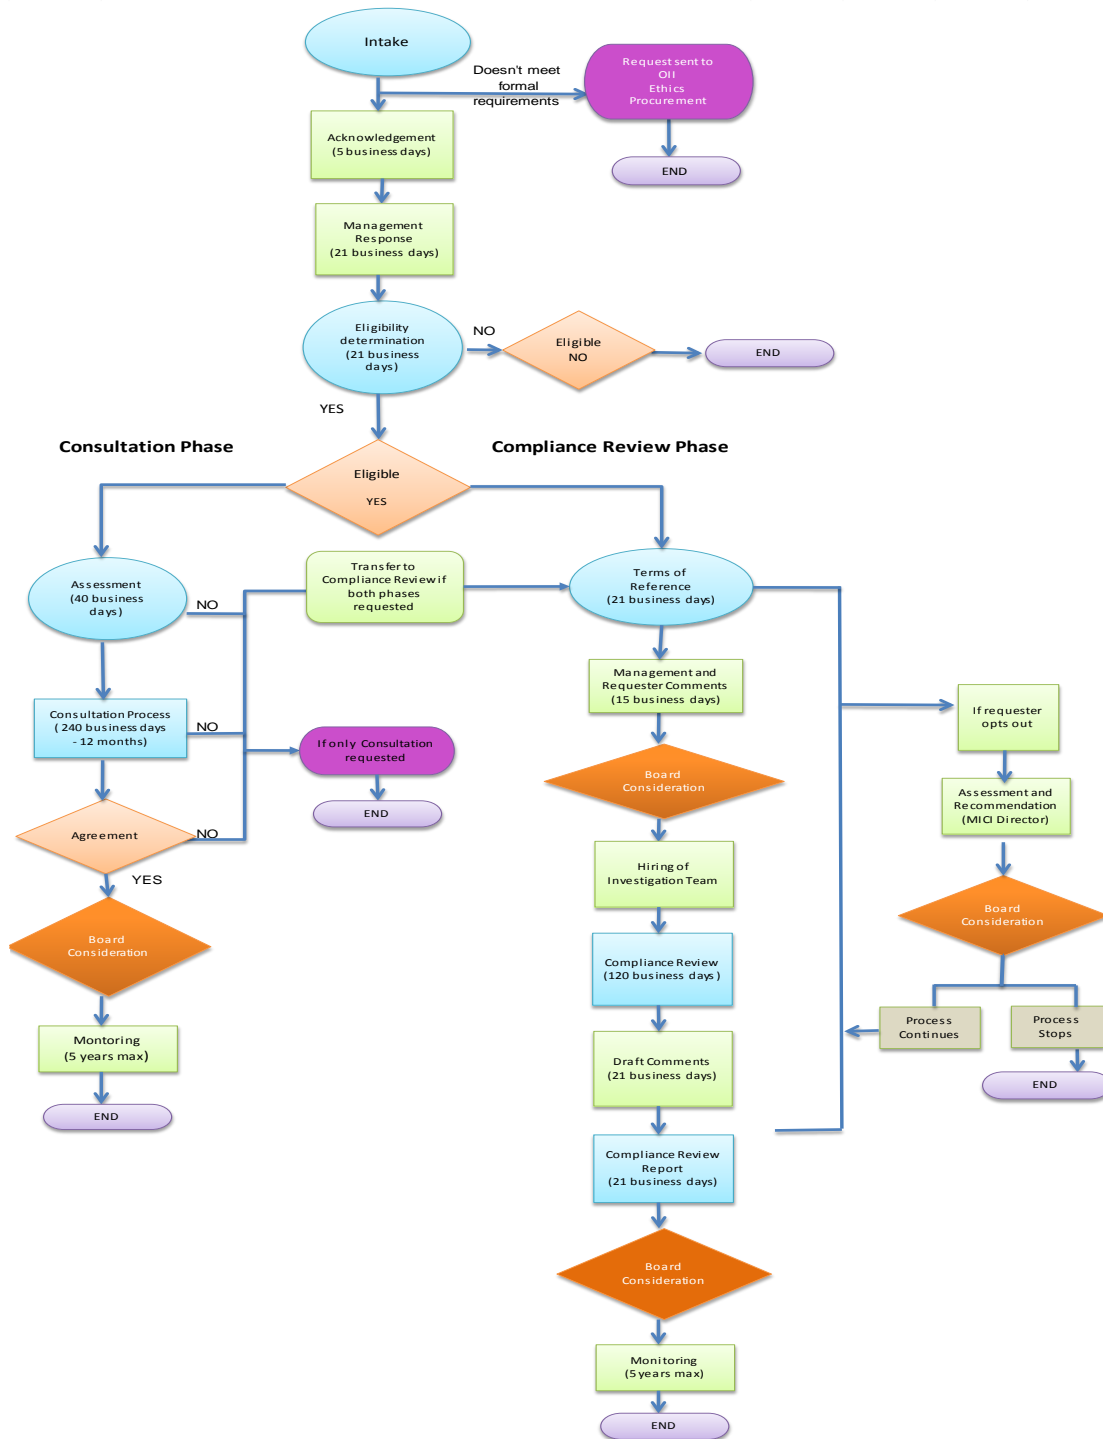 Intake
Doesn't meet
formal
requirements
Request sent to
OII
Ethics
Procurement
Acknowledgement
(5 business days)
END
Management
Response
(21 business days)
Eligibility
determination
(21 business
days)
NO
Eligible
NO
END
YES
Consultation Phase
Compliance Review Phase
Eligible
YES
Assessment
(40 business
days)
NO
Transfer to
Compliance Review if
both phases
requested
Terms of
Reference
(21 business days)
Consultation Process
( 240 business days
- 12 months)
NO
If only Consultation
requested
END
Agreement
NO
YES
Board
Consideration
Montoring
(5 years max)
END
Management and
Requester Comments
(15 business days)
Board
Consideration
Hiring of
Investigation Team
Compliance Review
(120 business days)
Draft Comments
(21 business days)
Compliance Review
Report
(21 business days)
Board
Consideration
Monitoring
(5 years max)
END
If requester
opts out
Assessment and
Recommendation
(MICI Director)
Board
Consideration
Process
Continues
Process
Stops
END